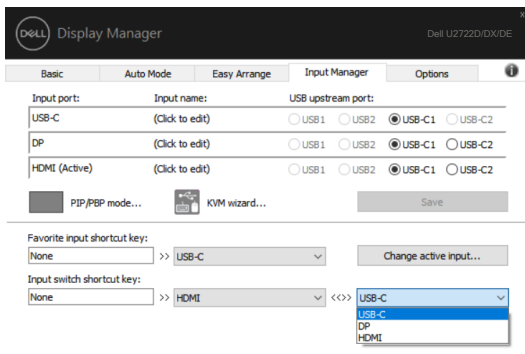 DELL Display Manager Dell U2722D/DX/DE
Basic Auto Mode Easy Arrange Input Manager Options
Input port: Input name: USB upstream port:
USB-C (Click to edit) USB1 USB2 USB-C1 USB-C2
DP (Click to edit) USB1 USB2 USB-C1 USB-C2
HDMI (Active) (Click to edit) USB1 USB2 USB-C1 USB-C2
PIP/PBP mode... KVM wizard... Save
Favorite input shortcut key:
None >> USB-C Change active input...
Input switch shortcut key:
None >> HDMI <<>> USB-C
USB-C
DP
HDMI